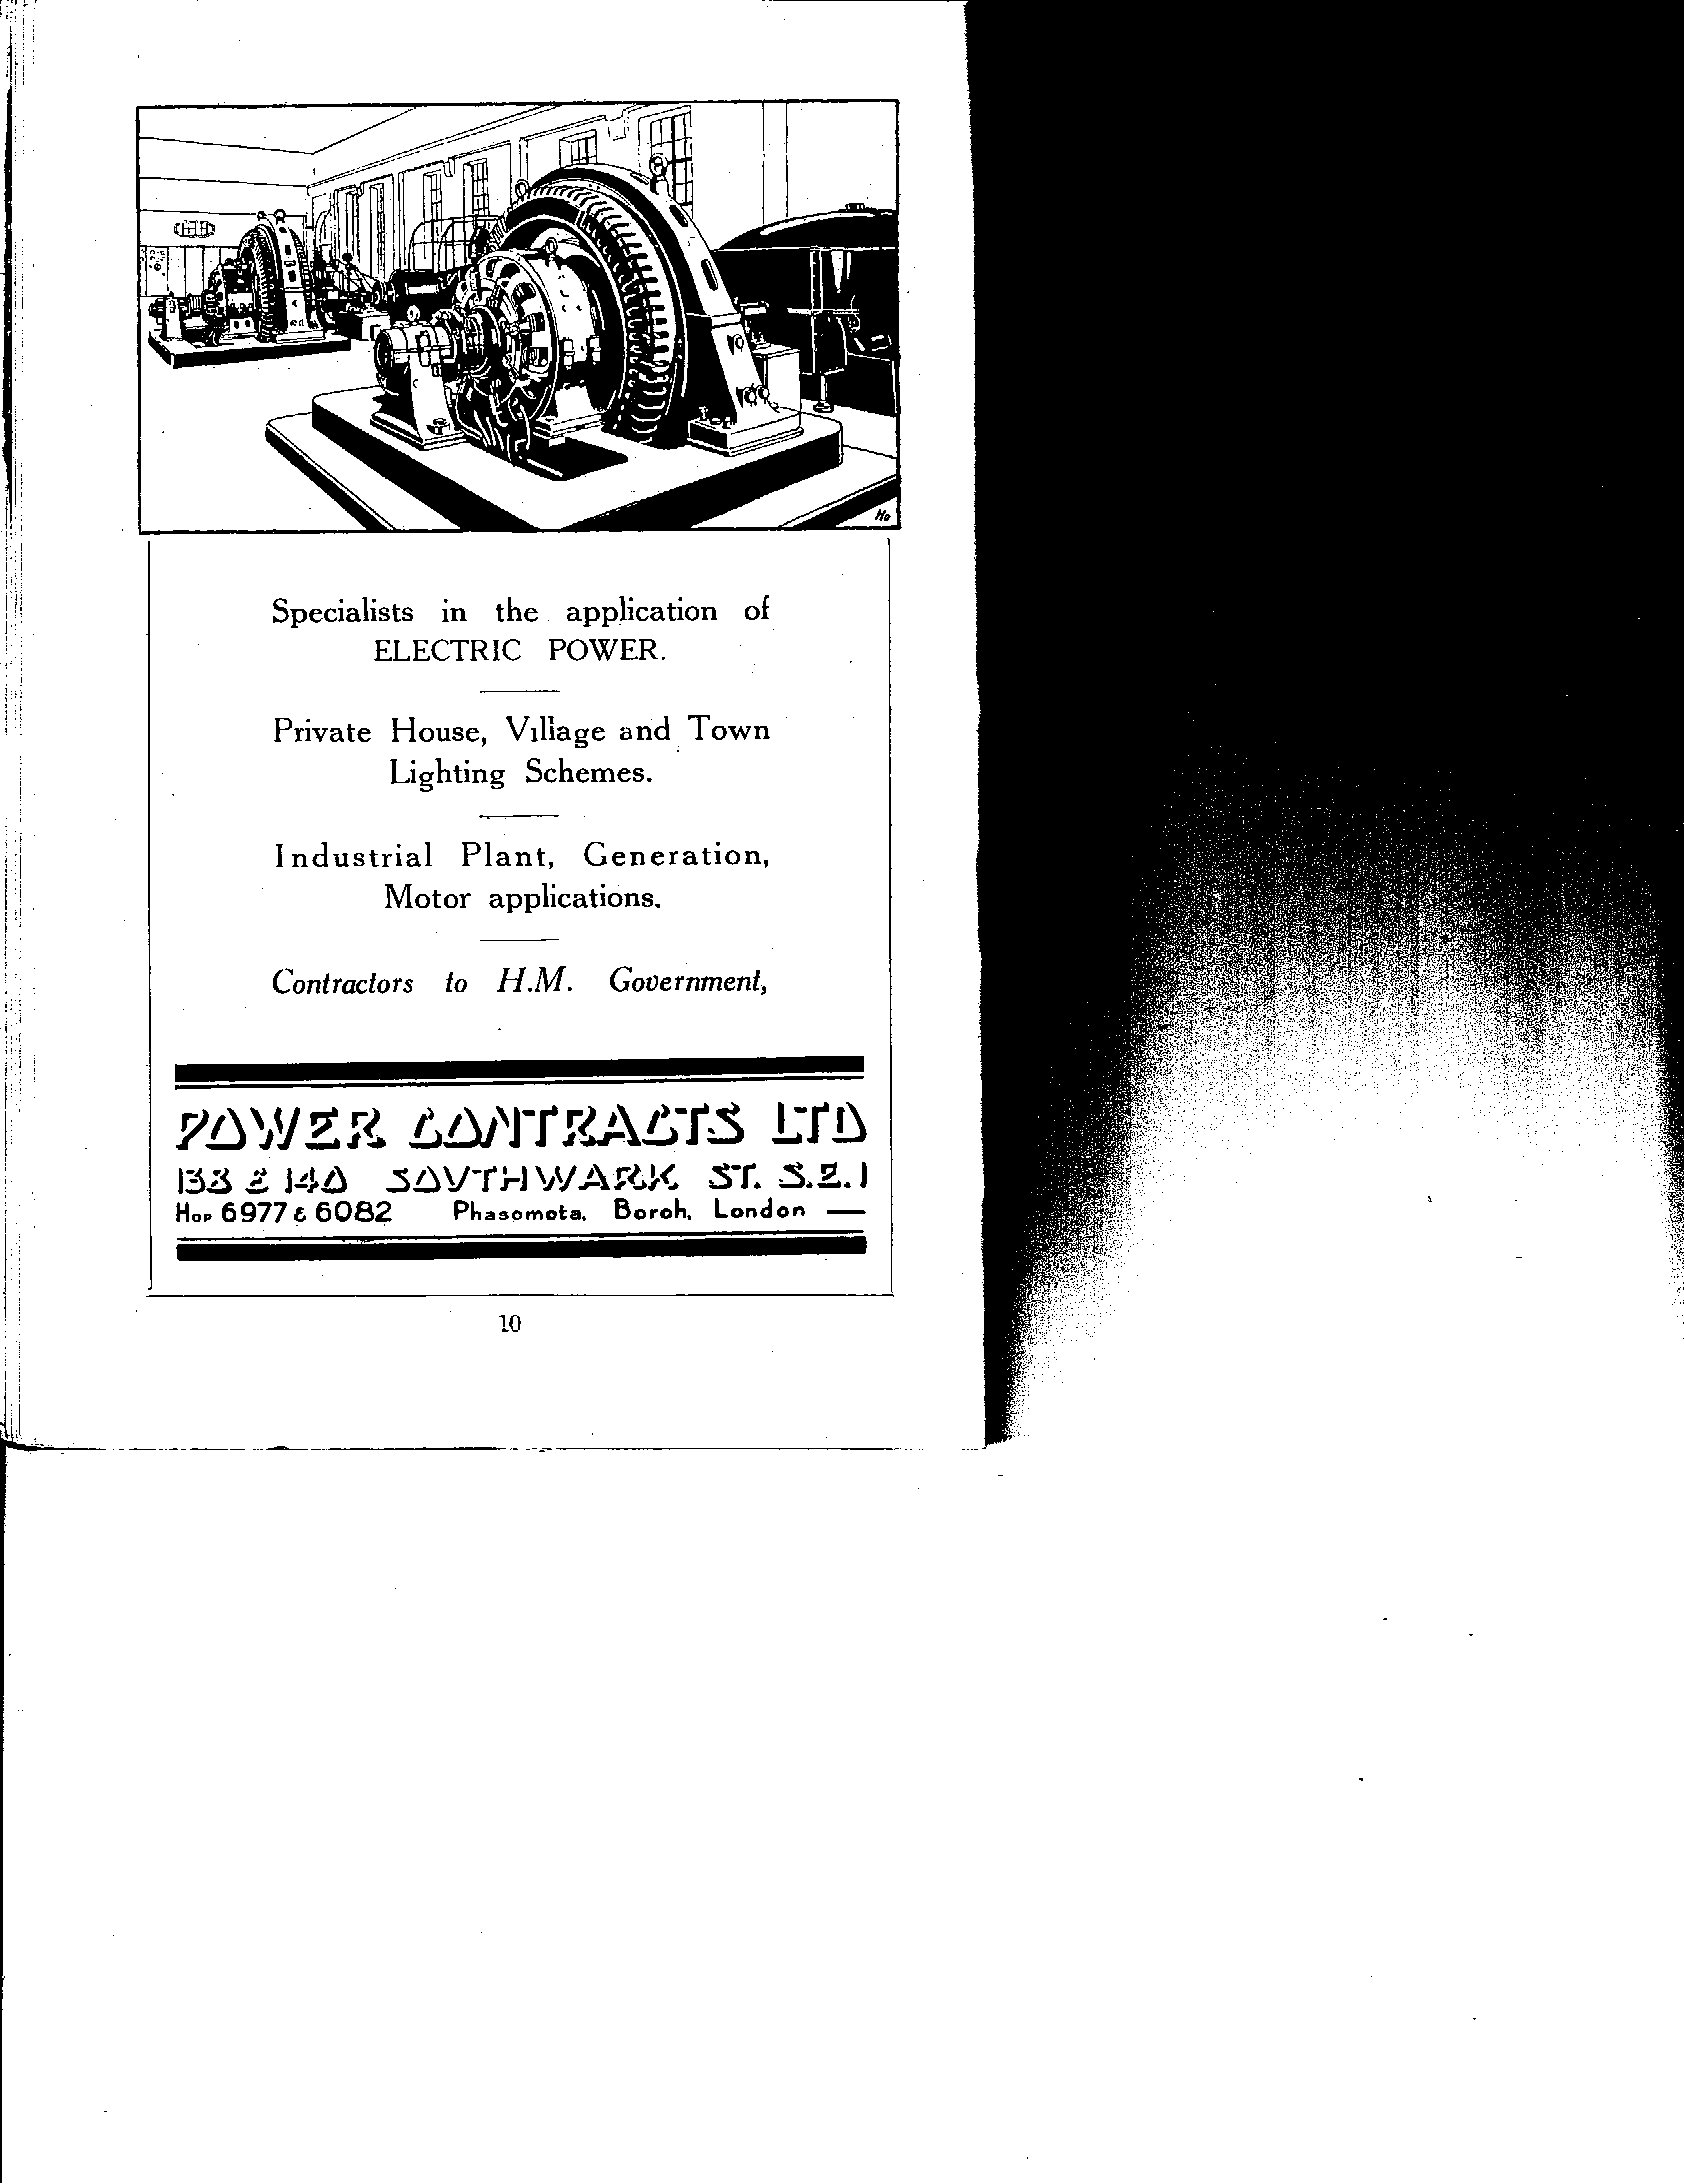 Ho
Specialists in the application of
ELECTRIC POWER.
Private House, Village and Town
Lighting Schemes.
Industrial Plant, Generation,
Motor applications.
Contractors to H.M. Government,
POWER CONTRACTS LTD
138 & 140 SOUTHWARK ST. S.E.1
Hop 6977 & 6082 Phasomota, Boroh, London —
10